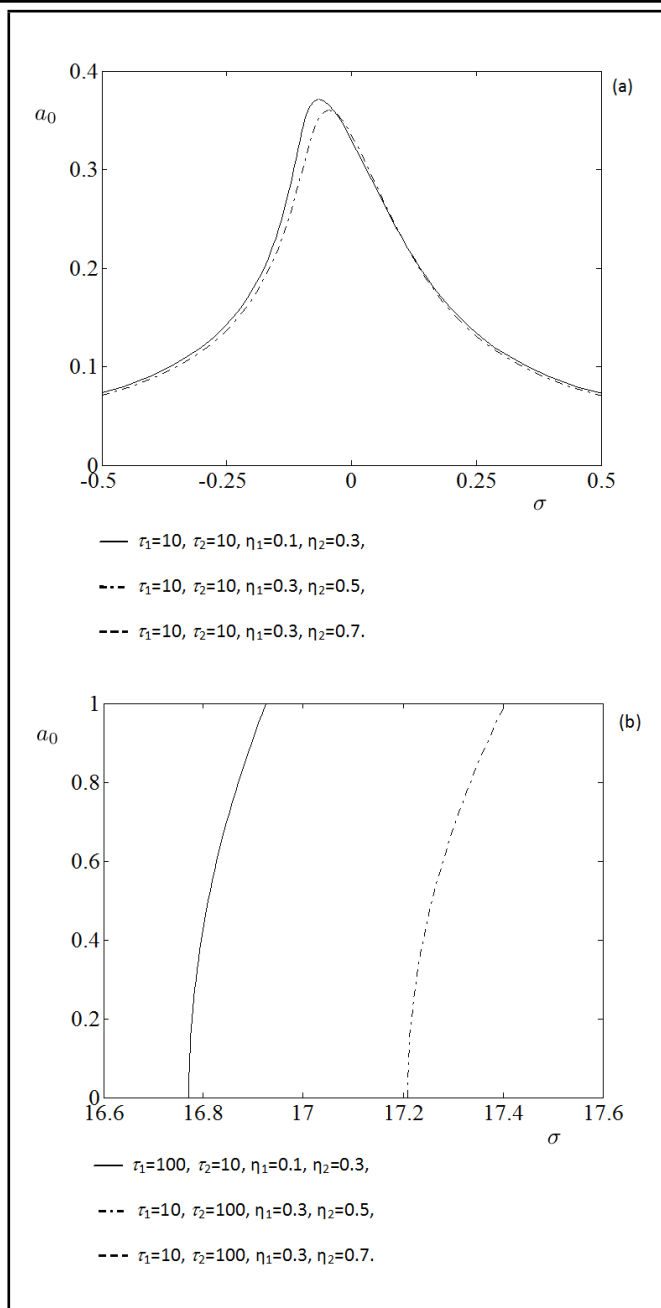 (a)
0.4
a₀
0.3
0.2
0.1
0
-0.5 -0.25 0 0.25 0.5
σ
τ₁=10, τ₂=10, η₁=0.1, η₂=0.3,
τ₁=10, τ₂=10, η₁=0.3, η₂=0.5,
τ₁=10, τ₂=10, η₁=0.3, η₂=0.7.
1
(b)
a₀
0.8
0.6
0.4
0.2
0
16.6 16.8 17 17.2 17.4 17.6
σ
τ₁=100, τ₂=10, η₁=0.1, η₂=0.3,
τ₁=10, τ₂=100, η₁=0.3, η₂=0.5,
τ₁=10, τ₂=100, η₁=0.3, η₂=0.7.